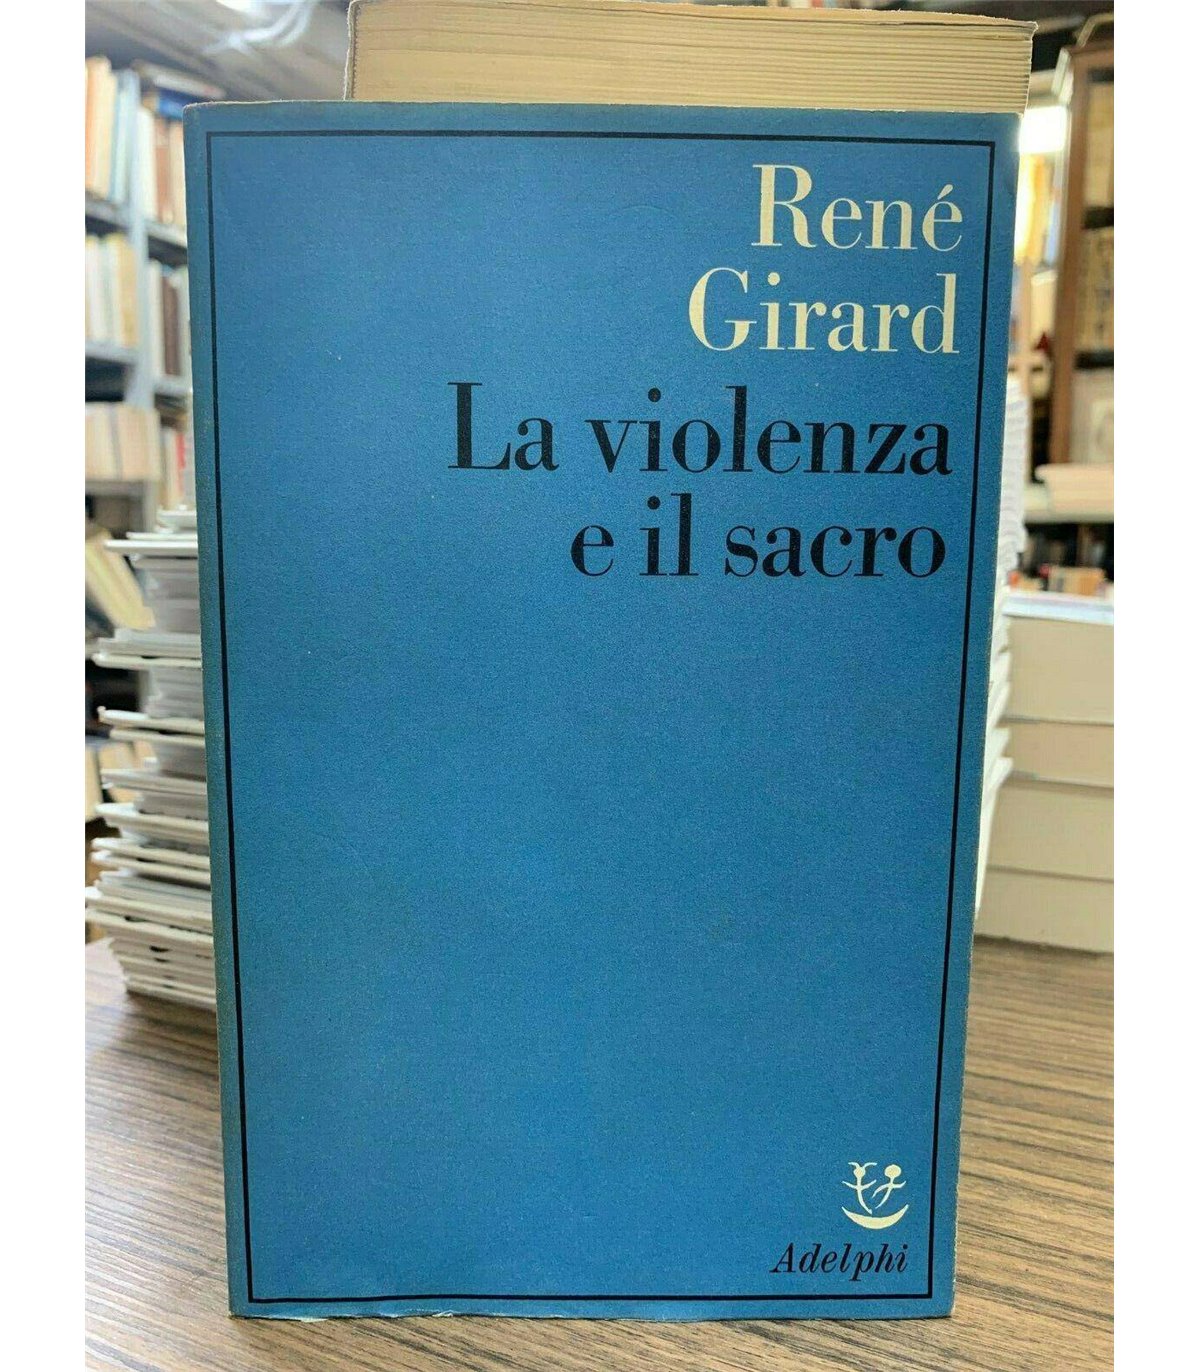 René
Girard
La violenza
e il sacro
Adelphi